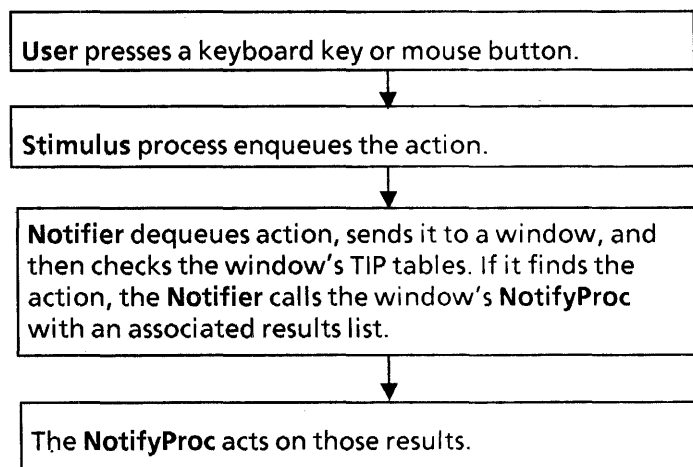 User presses a keyboard key or mouse button.
Stimulus process enqueues the action.
Notifier dequeues action, sends it to a window, and
then checks the window's TIP tables. If it finds the
action, the Notifier calls the window's NotifyProc
with an associated results list.
The NotifyProc acts on those results.